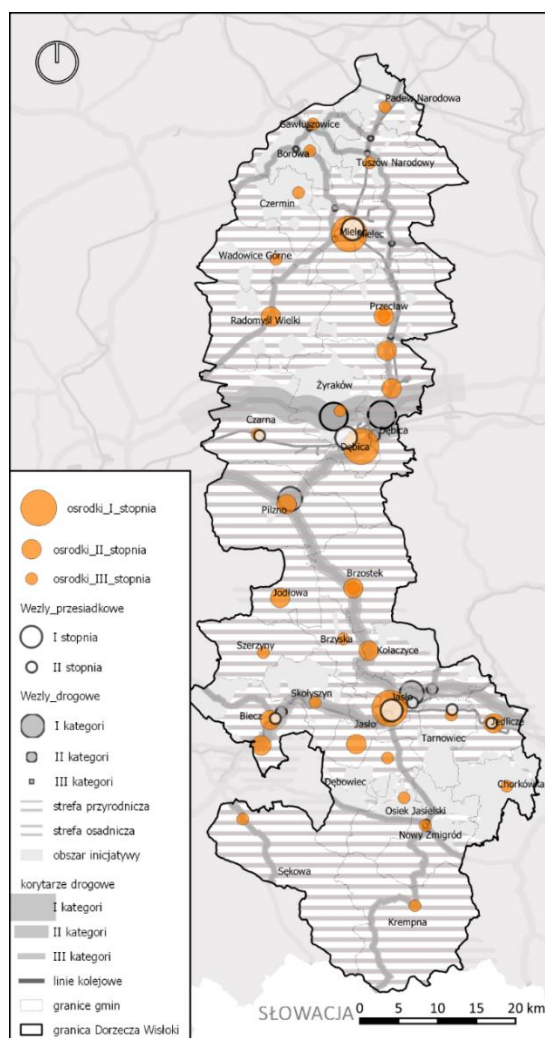 Padew Narodowa
Gawłuszowice
Borowa
Tuszów Narodowy
Czermin
Mielec
Mielec
Wadowice Górne
Przecław
Radomyśl Wielki
Żyraków
Czarna
Dębica
Dębica
Pilzno
Brzostek
Jodłowa
Brzyska
Szerzyny
Kołaczyce
Skołyszyn
Jasło
Biecz
Jasło
Jedlicze
Tarnowiec
Dębowiec
Chorkówka
Osiek Jasielski
Nowy Żmigród
Sękowa
Krempna
osrodki_I_stopnia
osrodki_II_stopnia
osrodki_III_stopnia
Wezly_przesiadkowe
I stopnia
II stopnia
Wezly_drogowe
I kategori
II kategori
III kategori
strefa przyrodnicza
strefa osadnicza
obszar inicjatywy
korytarze drogowe
I kategori
II kategori
III kategori
linie kolejowe
granice gmin
granica Dorzecza Wisłoki
SŁOWACJA
0 5 10 15 20 km